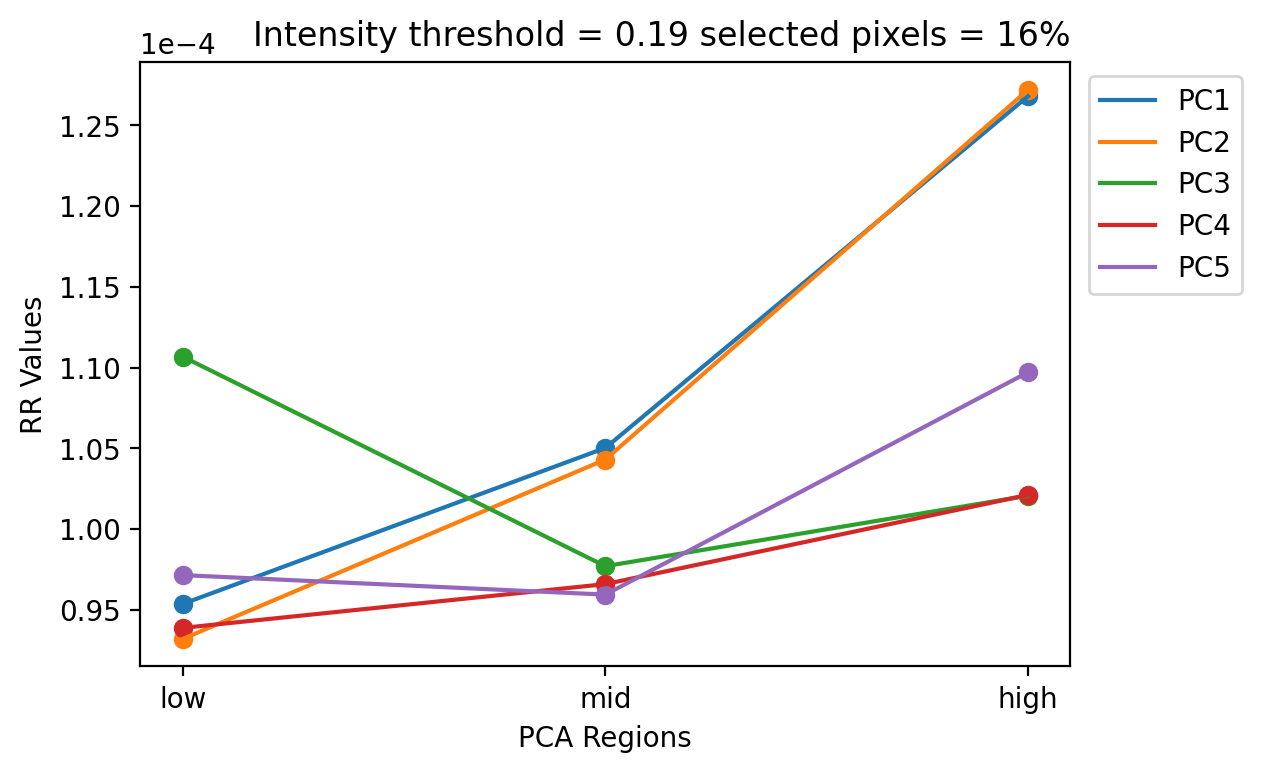 Intensity threshold = 0.19 selected pixels = 16%
1e−4
1.25
1.20
1.15
1.10
1.05
1.00
0.95
RR Values
low mid high
PCA Regions
PC1
PC2
PC3
PC4
PC5